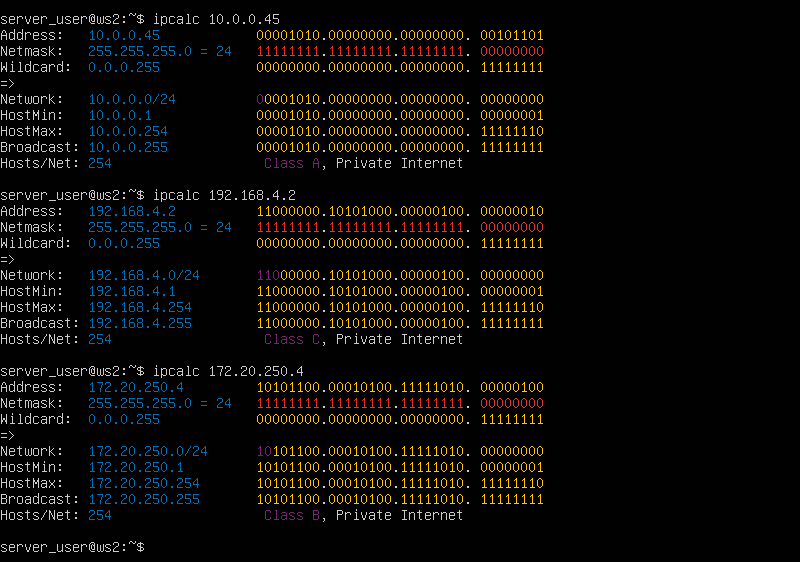 server_user@ws2:~$ ipcalc 10.0.0.45
Address:   10.0.0.45            00001010.00000000.00000000. 00101101
Netmask:   255.255.255.0 = 24   11111111.11111111.11111111. 00000000
Wildcard:  0.0.0.255            00000000.00000000.00000000. 11111111
=>
Network:   10.0.0.0/24          00001010.00000000.00000000. 00000000
HostMin:   10.0.0.1             00001010.00000000.00000000. 00000001
HostMax:   10.0.0.254           00001010.00000000.00000000. 11111110
Broadcast: 10.0.0.255           00001010.00000000.00000000. 11111111
Hosts/Net: 254                   Class A, Private Internet
server_user@ws2:~$ ipcalc 192.168.4.2
Address:   192.168.4.2          11000000.10101000.00000100. 00000010
Netmask:   255.255.255.0 = 24   11111111.11111111.11111111. 00000000
Wildcard:  0.0.0.255            00000000.00000000.00000000. 11111111
=>
Network:   192.168.4.0/24       11000000.10101000.00000100. 00000000
HostMin:   192.168.4.1          11000000.10101000.00000100. 00000001
HostMax:   192.168.4.254        11000000.10101000.00000100. 11111110
Broadcast: 192.168.4.255        11000000.10101000.00000100. 11111111
Hosts/Net: 254                   Class C, Private Internet
server_user@ws2:~$ ipcalc 172.20.250.4
Address:   172.20.250.4         10101100.00010100.11111010. 00000100
Netmask:   255.255.255.0 = 24   11111111.11111111.11111111. 00000000
Wildcard:  0.0.0.255            00000000.00000000.00000000. 11111111
=>
Network:   172.20.250.0/24      10101100.00010100.11111010. 00000000
HostMin:   172.20.250.1         10101100.00010100.11111010. 00000001
HostMax:   172.20.250.254       10101100.00010100.11111010. 11111110
Broadcast: 172.20.250.255       10101100.00010100.11111010. 11111111
Hosts/Net: 254                   Class B, Private Internet
server_user@ws2:~$